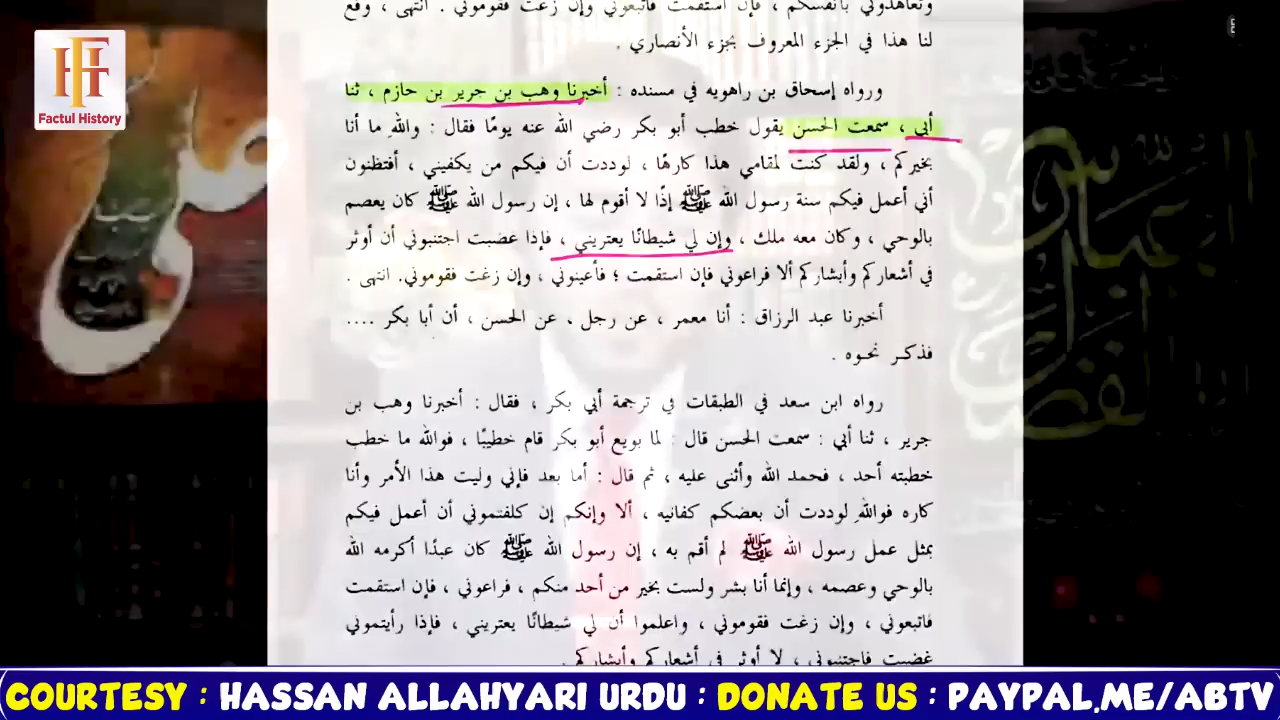 Factul History
وتعاهدوني بأنفسكم ، فإن استقمت فاتبعوني وإن زغت فقوموني . انتهى ، وقع
لنا هذا في الجزء المعروف بجزء الأنصاري .
ورواه إسحاق بن راهويه في مسنده : أخبرنا وهب بن جرير بن حازم ، ثنا
أبي ، سمعت الحسن يقول خطب أبو بكر رضي الله عنه يومًا فقال : واللهِ ما أنا
بخيركم ، ولقد كنت لمقامي هذا كارهًا ، لوددت أن فيكم من يكفيني ، أفتظنون
أني أعمل فيكم سنة رسول الله ﷺ إذًا لا أقوم لها ، إن رسول الله ﷺ كان يعصم
بالوحي ، وكان معه ملك ، وإن لي شيطانًا يعتريني ، فإذا غضبت اجتنبوني أن أوثر
في أشعاركم وأبشاركم ألا فراعوني فإن استقمت ؛ فأعينوني ، وإن زغت فقوموني. انتهى .
أخبرنا عبد الرزاق : أنا معمر ، عن رجل ، عن الحسن ، أن أبا بكر ....
فذكر نحوه .
رواه ابن سعد في الطبقات في ترجمة أبي بكر ، فقال : أخبرنا وهب بن
جرير ، ثنا أبي : سمعت الحسن قال : لما بويع أبو بكر قام خطيبًا ، فوالله ما خطب
خطبته أحد ، فحمد الله وأثنى عليه ، ثم قال : أما بعد فإني وليت هذا الأمر وأنا
كاره فواللهِ لوددت أن بعضكم كفانيه ، ألا وإنكم إن كلفتموني أن أعمل فيكم
بمثل عمل رسول الله ﷺ لم أقم به ، إن رسول الله ﷺ كان عبدًا أكرمه الله
بالوحي وعصمه ، وإنما أنا بشر ولست بخير من أحد منكم ، فراعوني ، فإن استقمت
فاتبعوني ، وإن زغت فقوموني ، واعلموا أن لي شيطانًا يعتريني ، فإذا رأيتموني
غضبت فاجتنبوني ، لا أوثر في أشعاركم وأبشاركم .
COURTESY : HASSAN ALLAHYARI URDU : DONATE US : PAYPAL.ME/ABTV